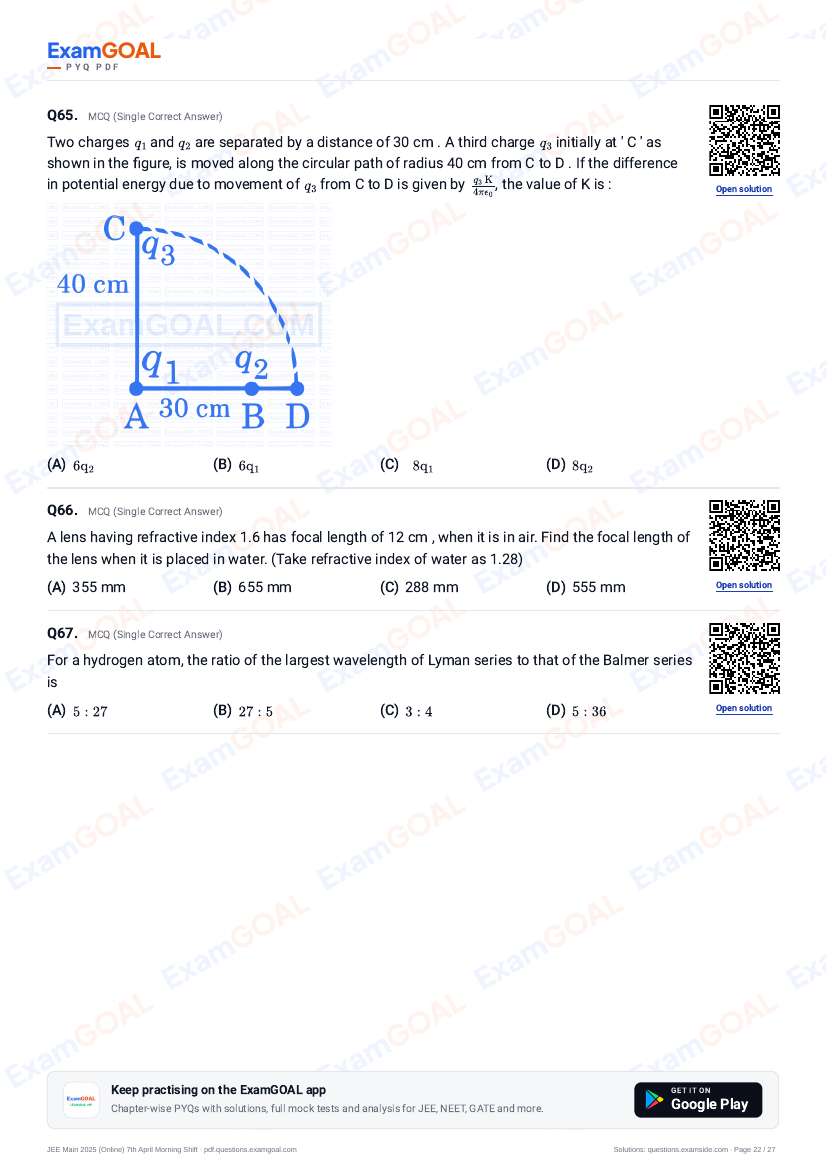 ExamGOAL
PYQ PDF
Q65. MCQ (Single Correct Answer)
Two charges q₁ and q₂ are separated by a distance of 30 cm . A third charge q₃ initially at ' C ' as
shown in the figure, is moved along the circular path of radius 40 cm from C to D . If the difference
in potential energy due to movement of q₃ from C to D is given by q₃ K / 4πϵ₀, the value of K is :
Open solution
C
q₃
40 cm
ExamGOAL.COM
q₁ q₂
A 30 cm B D
(A) 6q₂ (B) 6q₁ (C) 8q₁ (D) 8q₂
Q66. MCQ (Single Correct Answer)
A lens having refractive index 1.6 has focal length of 12 cm , when it is in air. Find the focal length of
the lens when it is placed in water. (Take refractive index of water as 1.28)
Open solution
(A) 355 mm (B) 655 mm (C) 288 mm (D) 555 mm
Q67. MCQ (Single Correct Answer)
For a hydrogen atom, the ratio of the largest wavelength of Lyman series to that of the Balmer series
is
Open solution
(A) 5 : 27 (B) 27 : 5 (C) 3 : 4 (D) 5 : 36
ExamGOAL
Keep practising on the ExamGOAL app
Chapter-wise PYQs with solutions, full mock tests and analysis for JEE, NEET, GATE and more.
GET IT ON
Google Play
JEE Main 2025 (Online) 7th April Morning Shift · pdf.questions.examgoal.com Solutions: questions.examside.com · Page 22 / 27